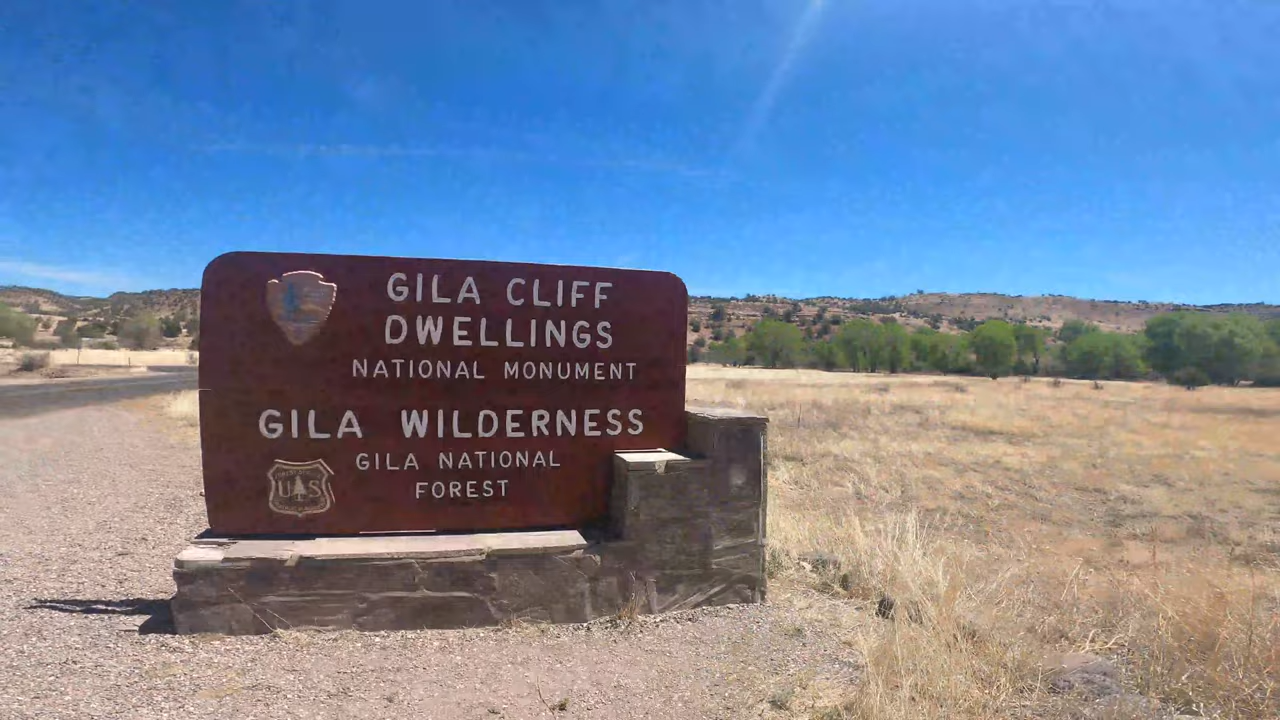 GILA CLIFF
DWELLINGS
NATIONAL MONUMENT
GILA WILDERNESS
GILA NATIONAL
FOREST
U S